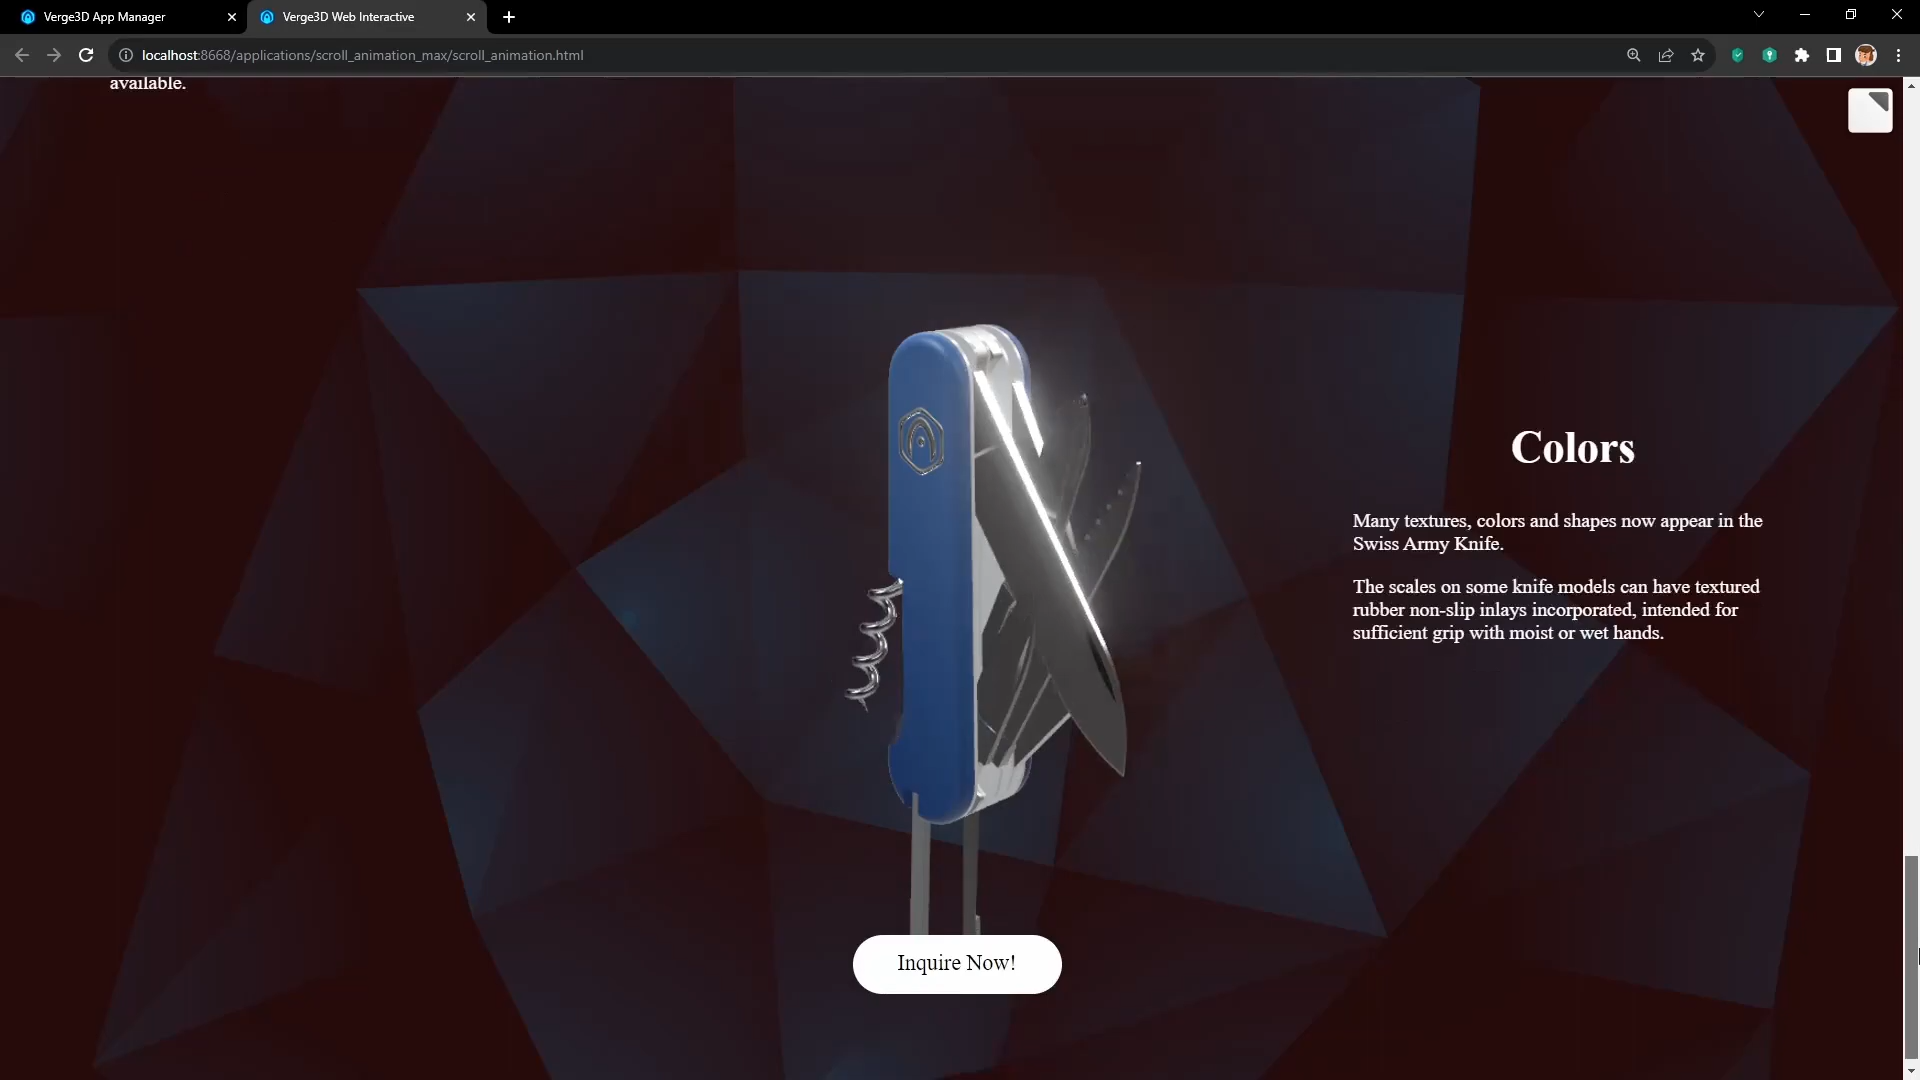 Verge3D App Manager
Verge3D Web Interactive
localhost:8668/applications/scroll_animation_max/scroll_animation.html
available.
Colors
Many textures, colors and shapes now appear in the
Swiss Army Knife.
The scales on some knife models can have textured
rubber non-slip inlays incorporated, intended for
sufficient grip with moist or wet hands.
Inquire Now!